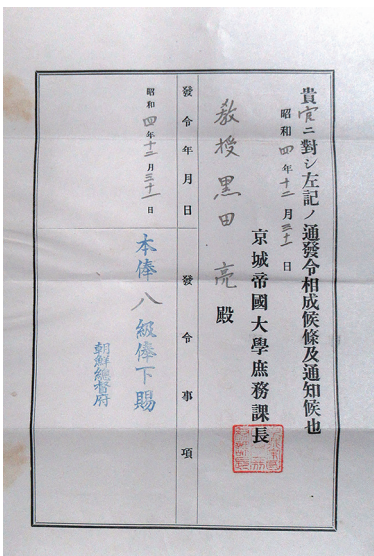 貴官ニ對シ左記ノ通發令相成候條及通知候也
昭和四年十二月三十一日
京城帝國大學庶務課長
教授 黒田亮 殿
發令年月日 發令事項
昭和四年十二月三十一日 本俸八級俸下賜
朝鮮總督府